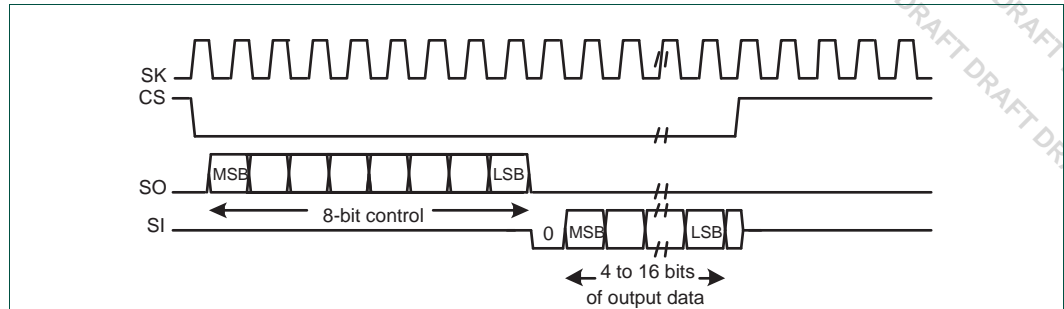 DRAFT DRAFT
DRAFT DRAFT DRA
SK
CS
SO
MSB
LSB
8-bit control
SI
0
MSB
LSB
4 to 16 bits
of output data